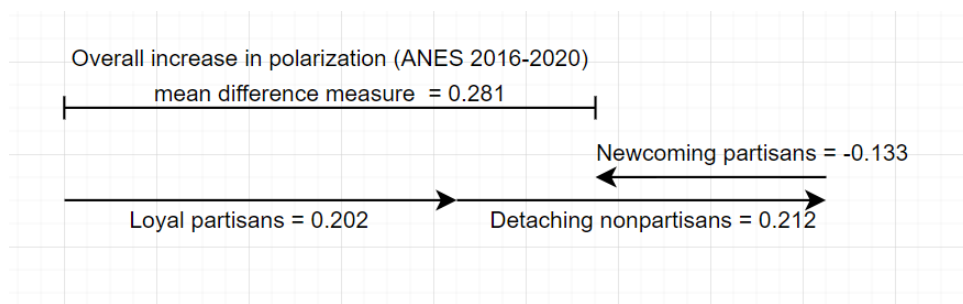 Overall increase in polarization (ANES 2016-2020)
mean difference measure = 0.281
Newcoming partisans = -0.133
Loyal partisans = 0.202
Detaching nonpartisans = 0.212